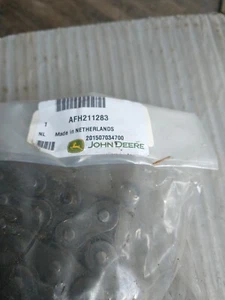 AFH211283
1
NL Made in NETHERLANDS
201507034700
JOHN DEERE